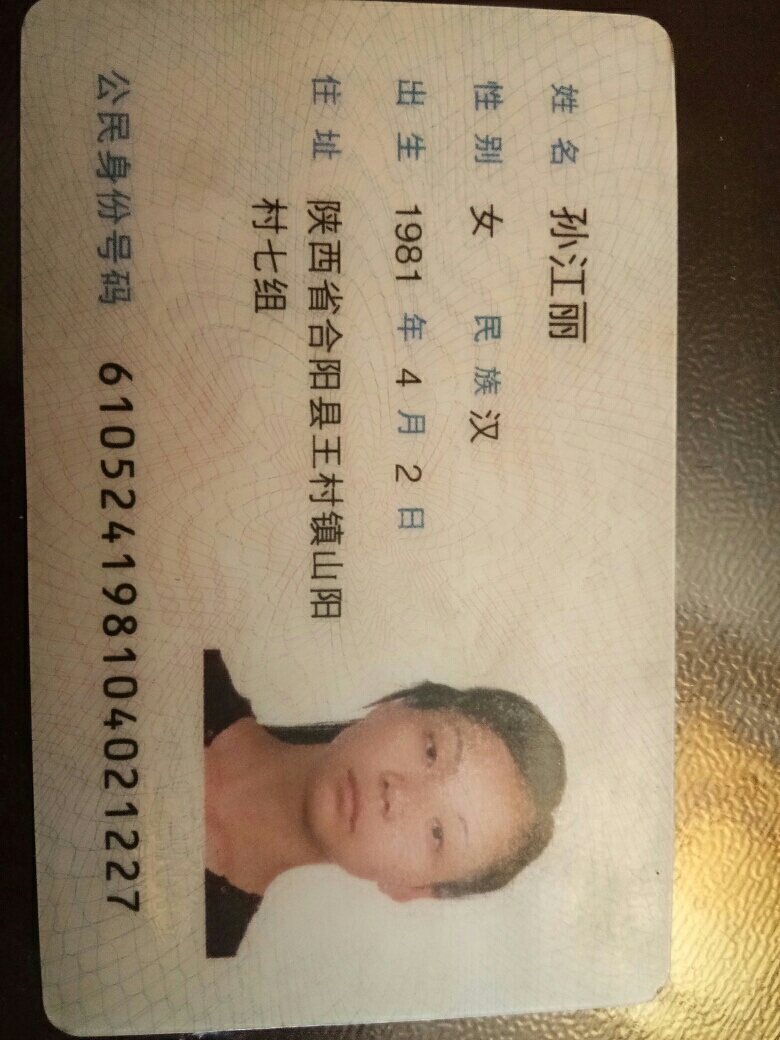 姓名 孙江丽
性别 女 民族 汉
出生 1981 年 4 月 2 日
住址 陕西省合阳县王村镇山阳
村七组
公民身份号码 610524198104021227